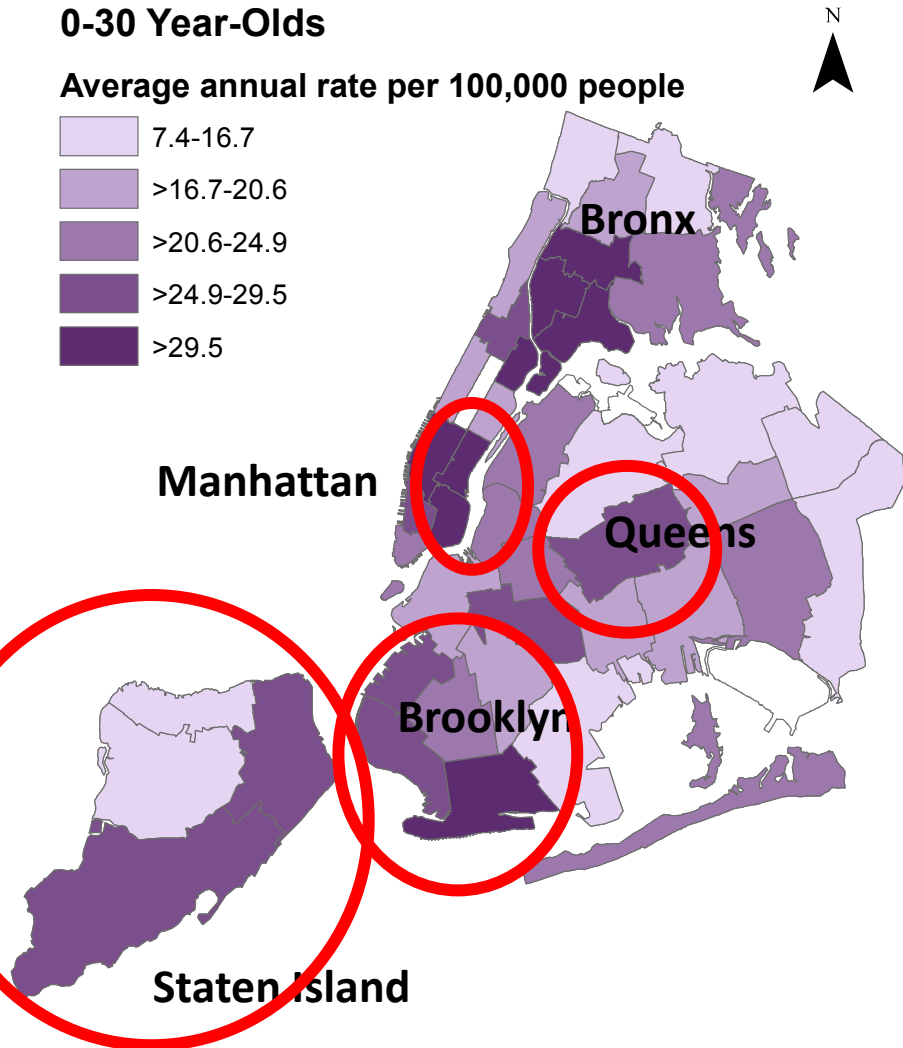 0-30 Year-Olds
N
Average annual rate per 100,000 people
7.4-16.7
>16.7-20.6
>20.6-24.9
>24.9-29.5
>29.5
Bronx
Manhattan
Queens
Brooklyn
Staten Island